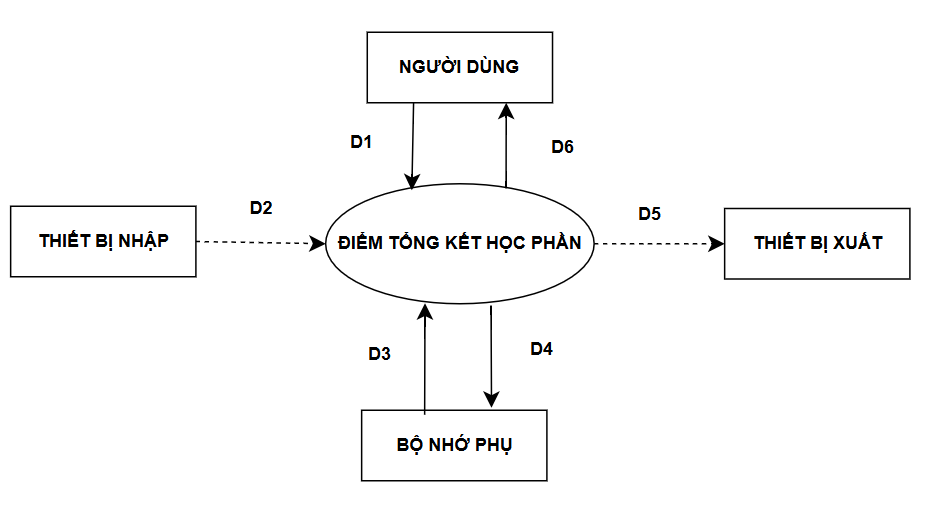 NGƯỜI DÙNG
D1
D6
D2
D5
THIẾT BỊ NHẬP
ĐIỂM TỔNG KẾT HỌC PHẦN
THIẾT BỊ XUẤT
D3
D4
BỘ NHỚ PHỤ